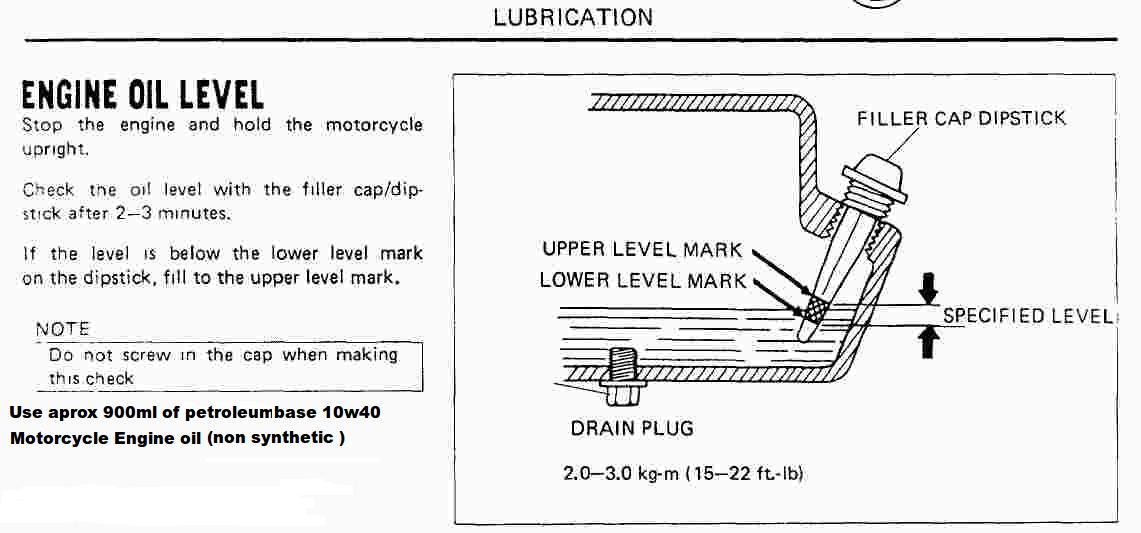 LUBRICATION
ENGINE OIL LEVEL
Stop the engine and hold the motorcycle
upright.
Check the oil level with the filler cap/dip-
stick after 2–3 minutes.
If the level is below the lower level mark
on the dipstick, fill to the upper level mark.
NOTE
Do not screw in the cap when making
this check
Use aprox 900ml of petroleumbase 10w40
Motorcycle Engine oil (non synthetic )
FILLER CAP DIPSTICK
UPPER LEVEL MARK
LOWER LEVEL MARK
SPECIFIED LEVEL
DRAIN PLUG
2.0–3.0 kg-m (15–22 ft.-lb)